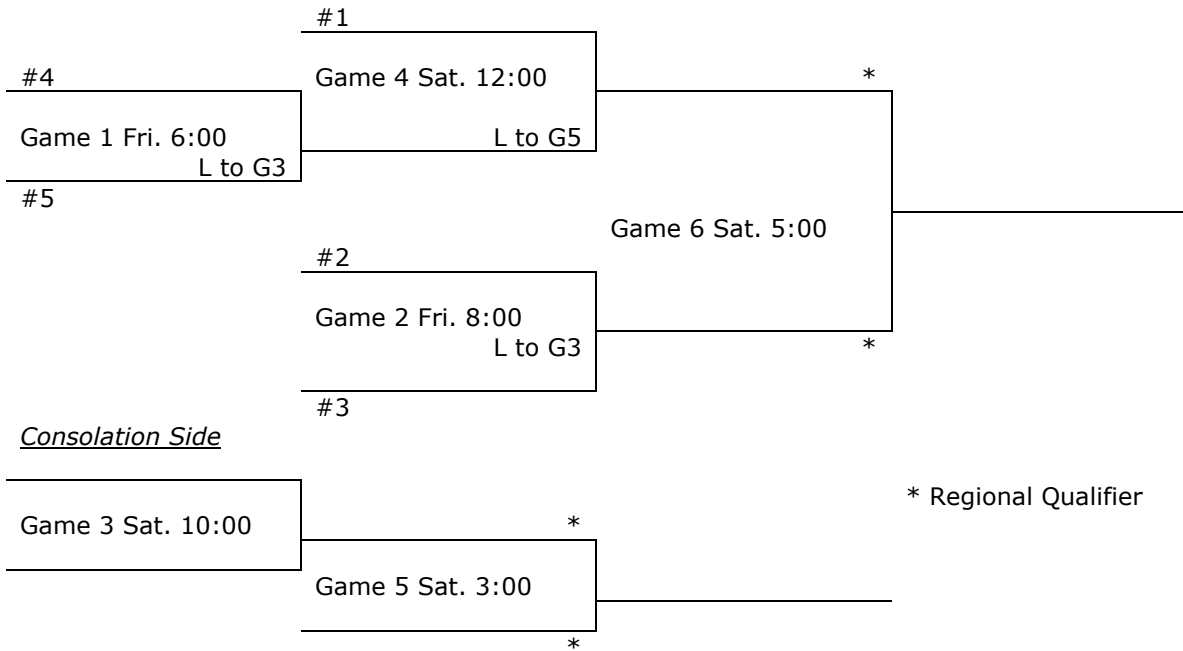 #1
#4
Game 4 Sat. 12:00
*
Game 1 Fri. 6:00
L to G5
L to G3
#5
Game 6 Sat. 5:00
#2
Game 2 Fri. 8:00
L to G3
*
#3
Consolation Side
* Regional Qualifier
Game 3 Sat. 10:00
*
Game 5 Sat. 3:00
*